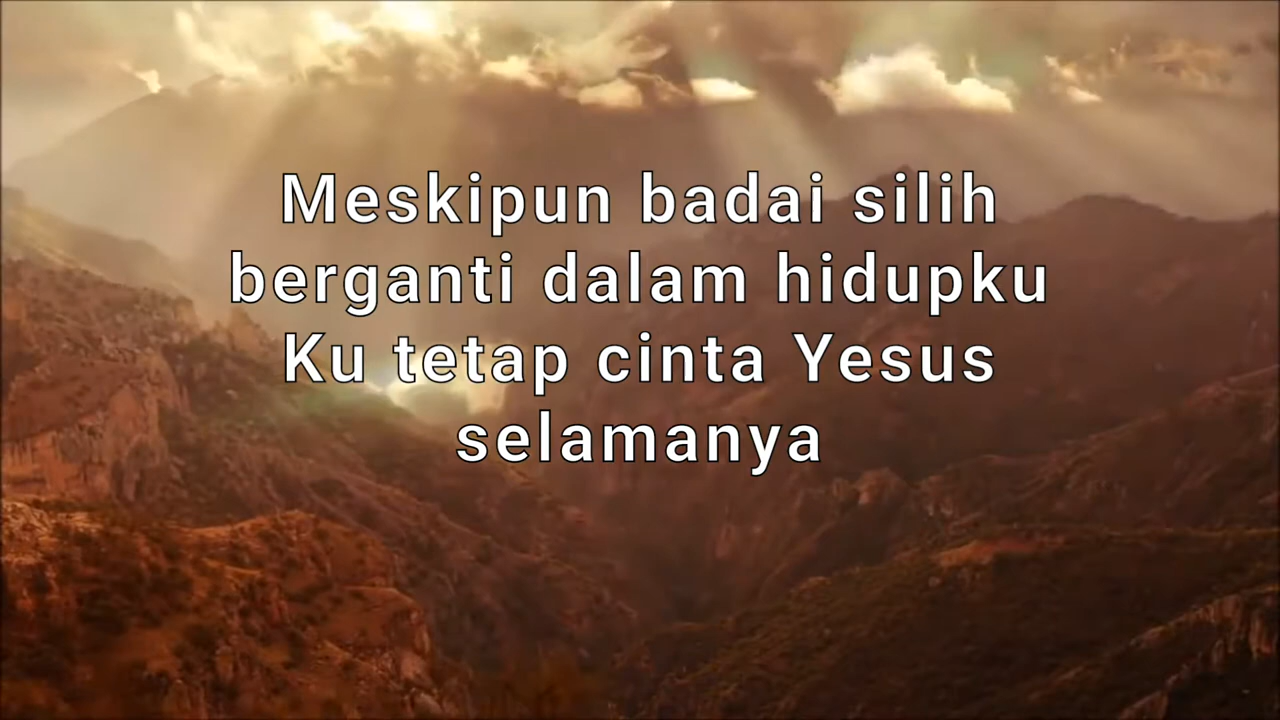 Meskipun badai silih
berganti dalam hidupku
Ku tetap cinta Yesus
selamanya